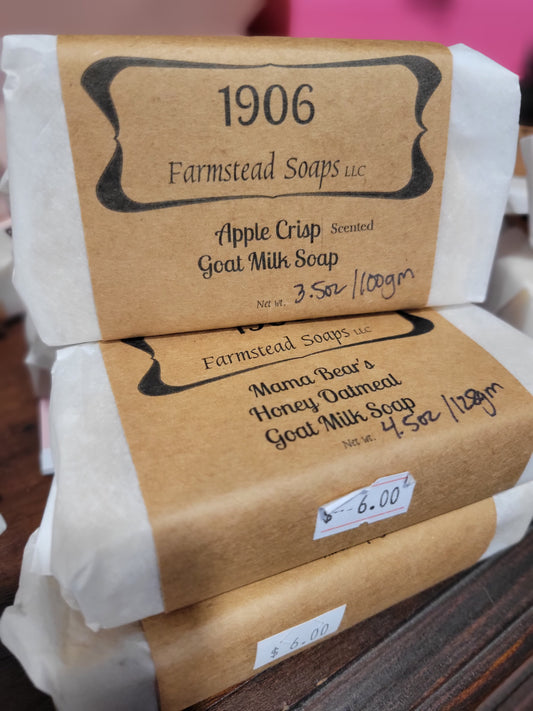 1906
Farmstead Soaps LLC
Apple Crisp Scented
Goat Milk Soap
Net wt. 3.5oz / 100gm
1906
Farmstead Soaps LLC
Mama Bear's
Honey Oatmeal
Goat Milk Soap
Net wt. 4.5oz / 128gm
$ 6.00
$ 6.00